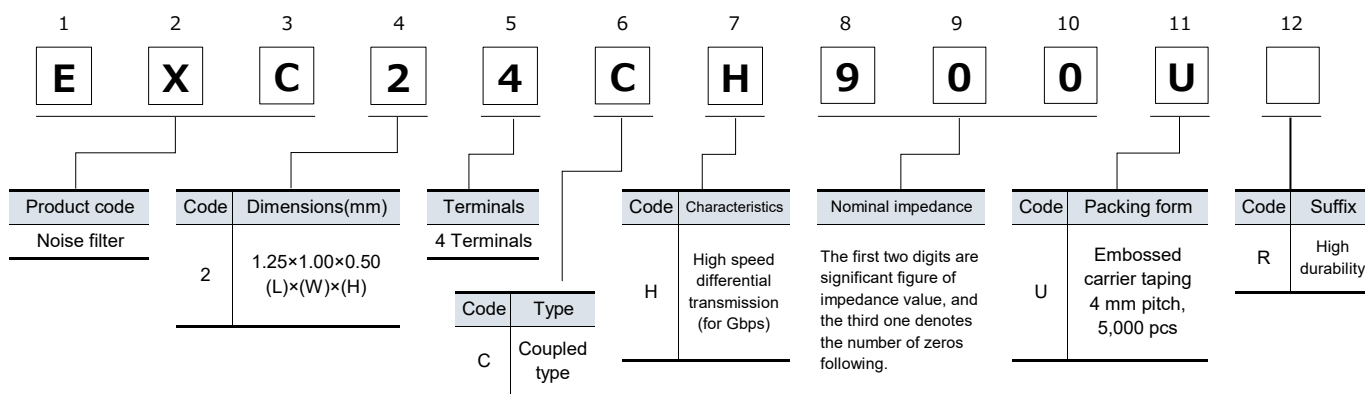 1 2 3 4 5 6 7 8 9 10 11 12
E X C 2 4 C H 9 0 0 U
Product code
Noise filter
Code Dimensions(mm)
2 1.25×1.00×0.50
(L)×(W)×(H)
Terminals
4 Terminals
Code Type
C Coupled
type
Code Characteristics
H High speed
differential
transmission
(for Gbps)
Nominal impedance
The first two digits are
significant figure of
impedance value, and
the third one denotes
the number of zeros
following.
Code Packing form
U Embossed
carrier taping
4 mm pitch,
5,000 pcs
Code Suffix
R High
durability